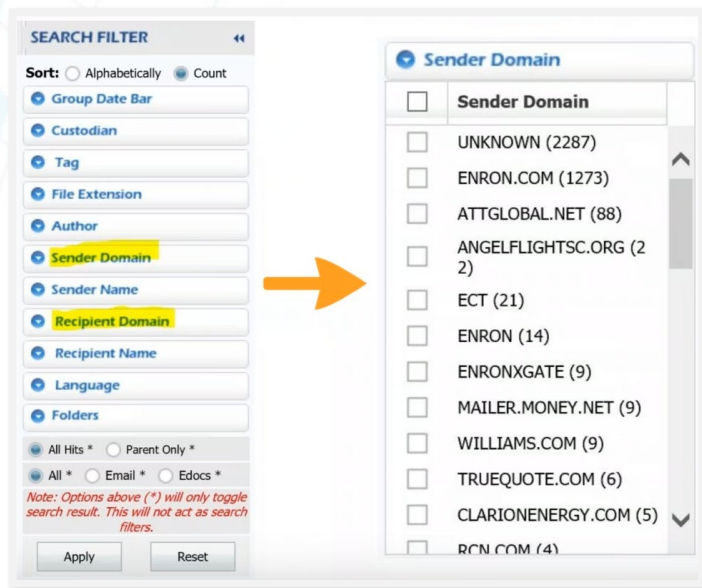 SEARCH FILTER
Sort: Alphabetically Count
Group Date Bar
Custodian
Tag
File Extension
Author
Sender Domain
Sender Name
Recipient Domain
Recipient Name
Language
Folders
All Hits * Parent Only *
All * Email * Edocs *
Note: Options above (*) will only toggle
search result. This will not act as search
filters.
Apply Reset
Sender Domain
Sender Domain
UNKNOWN (2287)
ENRON.COM (1273)
ATTGLOBAL.NET (88)
ANGELFLIGHTSC.ORG (2
2)
ECT (21)
ENRON (14)
ENRONXGATE (9)
MAILER.MONEY.NET (9)
WILLIAMS.COM (9)
TRUEQUOTE.COM (6)
CLARIONENERGY.COM (5)
RCN.COM (4)